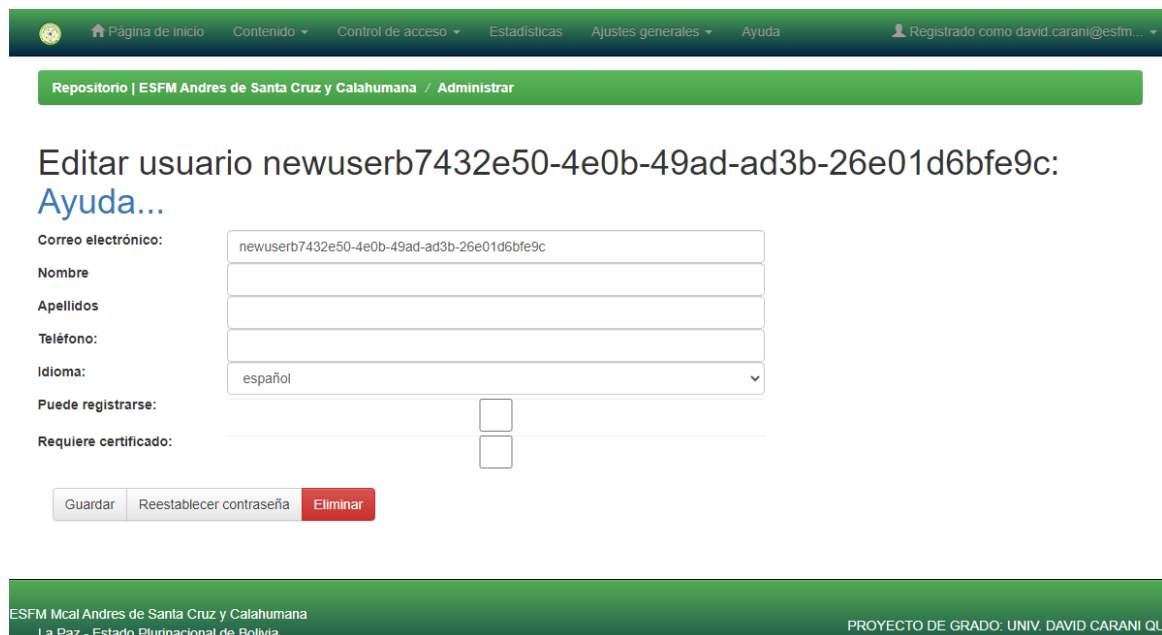 Página de inicio Contenido Control de acceso Estadísticas Ajustes generales Ayuda Registrado como david.carani@esfm...
Repositorio | ESFM Andres de Santa Cruz y Calahumana / Administrar
Editar usuario newuserb7432e50-4e0b-49ad-ad3b-26e01d6bfe9c:
Ayuda...
Correo electrónico: newuserb7432e50-4e0b-49ad-ad3b-26e01d6bfe9c
Nombre
Apellidos
Teléfono:
Idioma: español
Puede registrarse:
Requiere certificado:
Guardar Reestablecer contraseña Eliminar
ESFM Mcal Andres de Santa Cruz y Calahumana
La Paz - Estado Plurinacional de Bolivia
PROYECTO DE GRADO: UNIV. DAVID CARANI QU